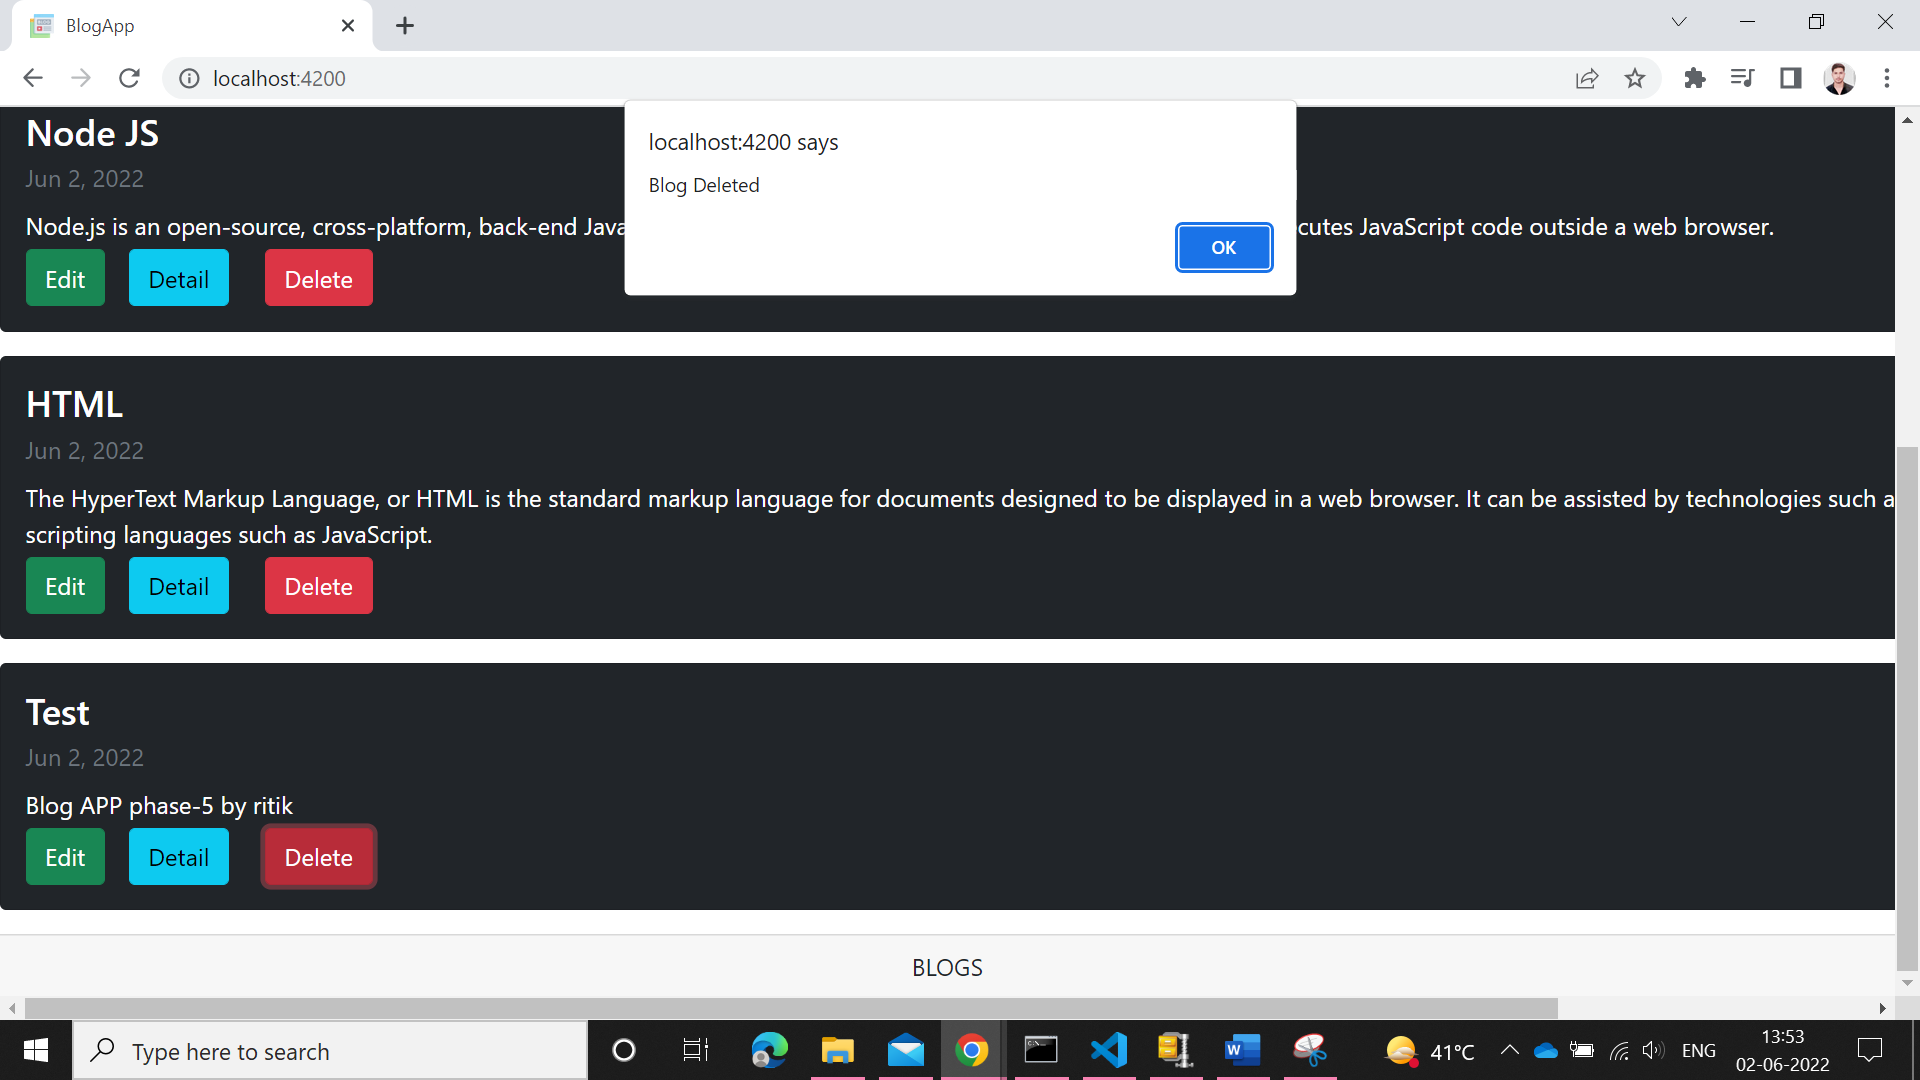 BlogApp
localhost:4200
localhost:4200 says
Blog Deleted
OK
Node JS
Jun 2, 2022
Node.js is an open-source, cross-platform, back-end Java
cutes JavaScript code outside a web browser.
Edit Detail Delete
HTML
Jun 2, 2022
The HyperText Markup Language, or HTML is the standard markup language for documents designed to be displayed in a web browser. It can be assisted by technologies such a
scripting languages such as JavaScript.
Edit Detail Delete
Test
Jun 2, 2022
Blog APP phase-5 by ritik
Edit Detail Delete
BLOGS
Type here to search
41°C
ENG
13:53
02-06-2022